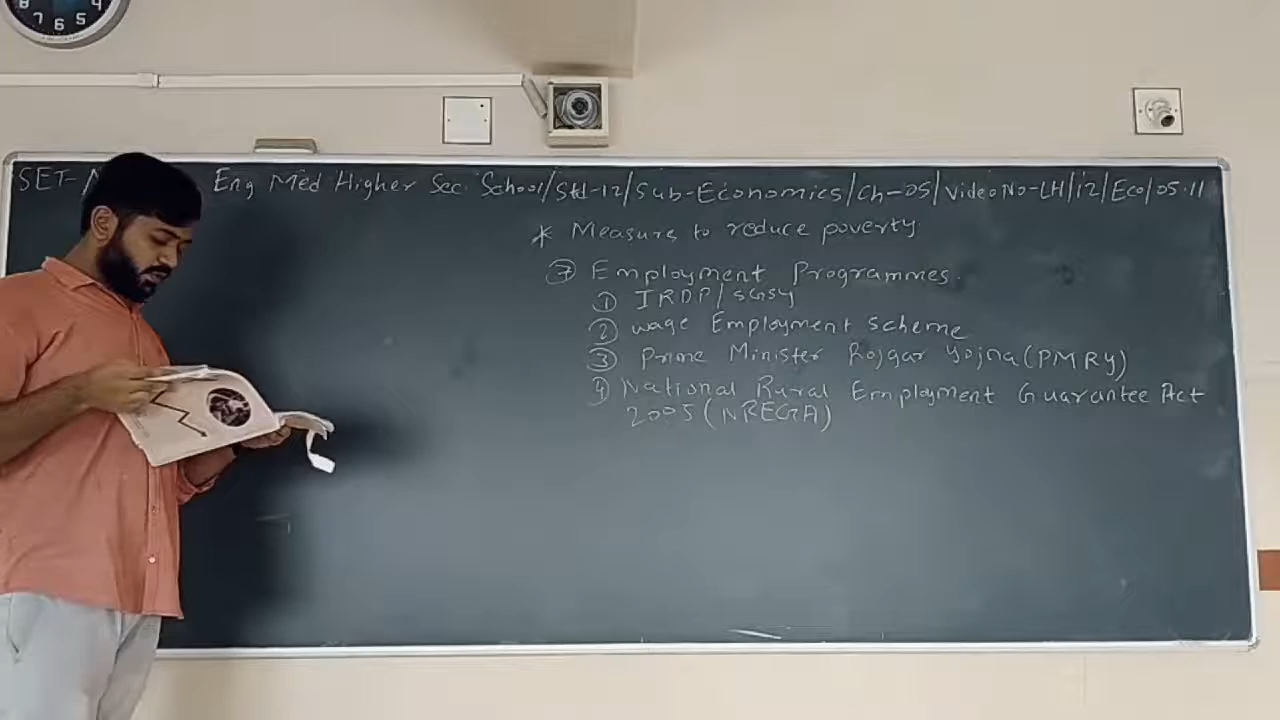 SET- Eng Med Higher Sec. School/Std-12/Sub-Economics/Ch-05/Video No-LH/12/Eco/05.11
* Measures to reduce poverty
⑦ Employment Programmes.
① IRDP/SGSY
② wage Employment scheme
③ Prime Minister Rojgar Yojna (PMRY)
④ National Rural Employment Guarantee Act
2005 (NREGA)